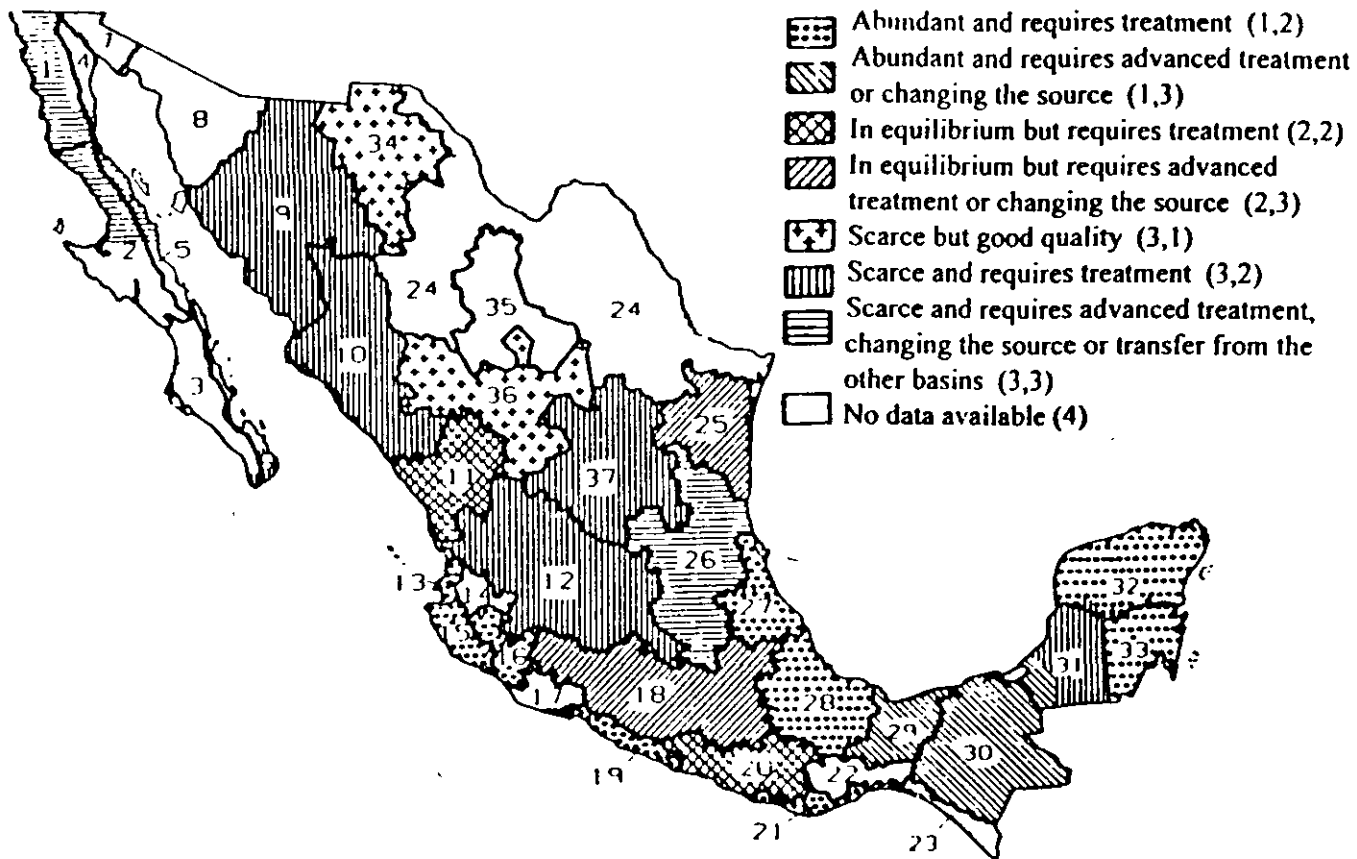 Abundant and requires treatment (1,2)
Abundant and requires advanced treatment
or changing the source (1,3)
In equilibrium but requires treatment (2,2)
In equilibrium but requires advanced
treatment or changing the source (2,3)
Scarce but good quality (3,1)
Scarce and requires treatment (3,2)
Scarce and requires advanced treatment,
changing the source or transfer from the
other basins (3,3)
No data available (4)
1
4
8
34
9
2
5
24
35
24
10
3
36
25
11
37
26
12
13
14
27
32
33
31
18
17
28
29
30
19
20
22
21
23